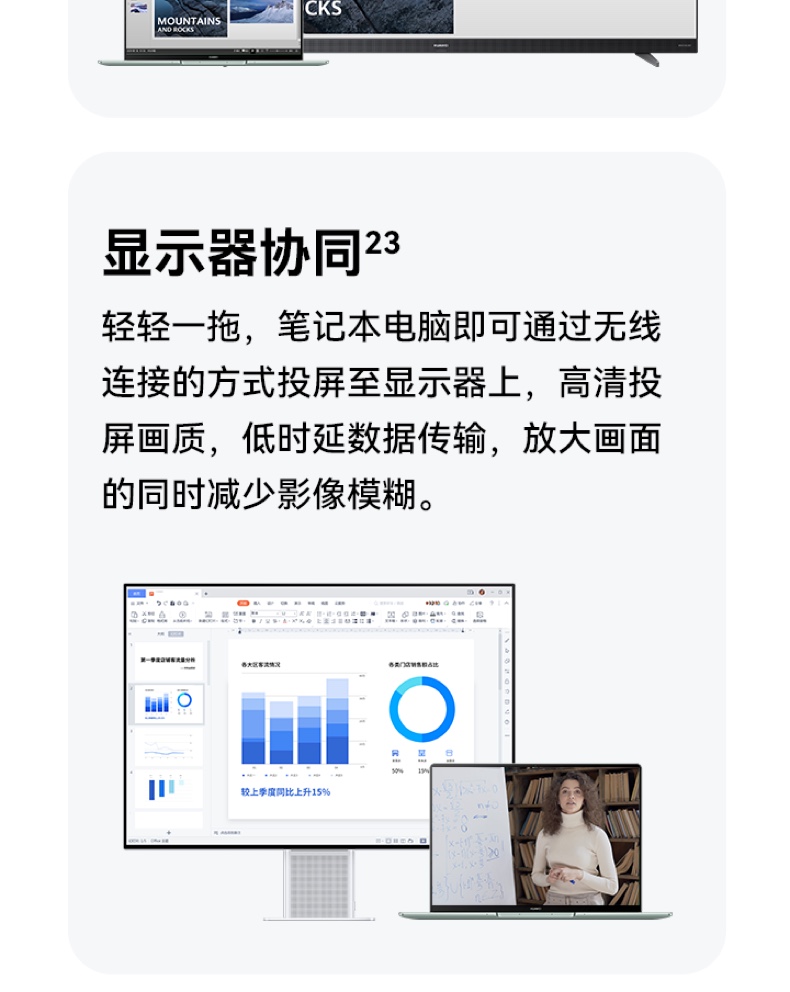 MOUNTAINS
AND ROCKS
CKS
HUAWEI
显示器协同23
轻轻一拖，笔记本电脑即可通过无线
连接的方式投屏至显示器上，高清投
屏画质，低时延数据传输，放大画面
的同时减少影像模糊。
第一季度店铺客流量分析
各大区客流情况
各类门店销售额占比
50%
15%
较上季度同比上升15%